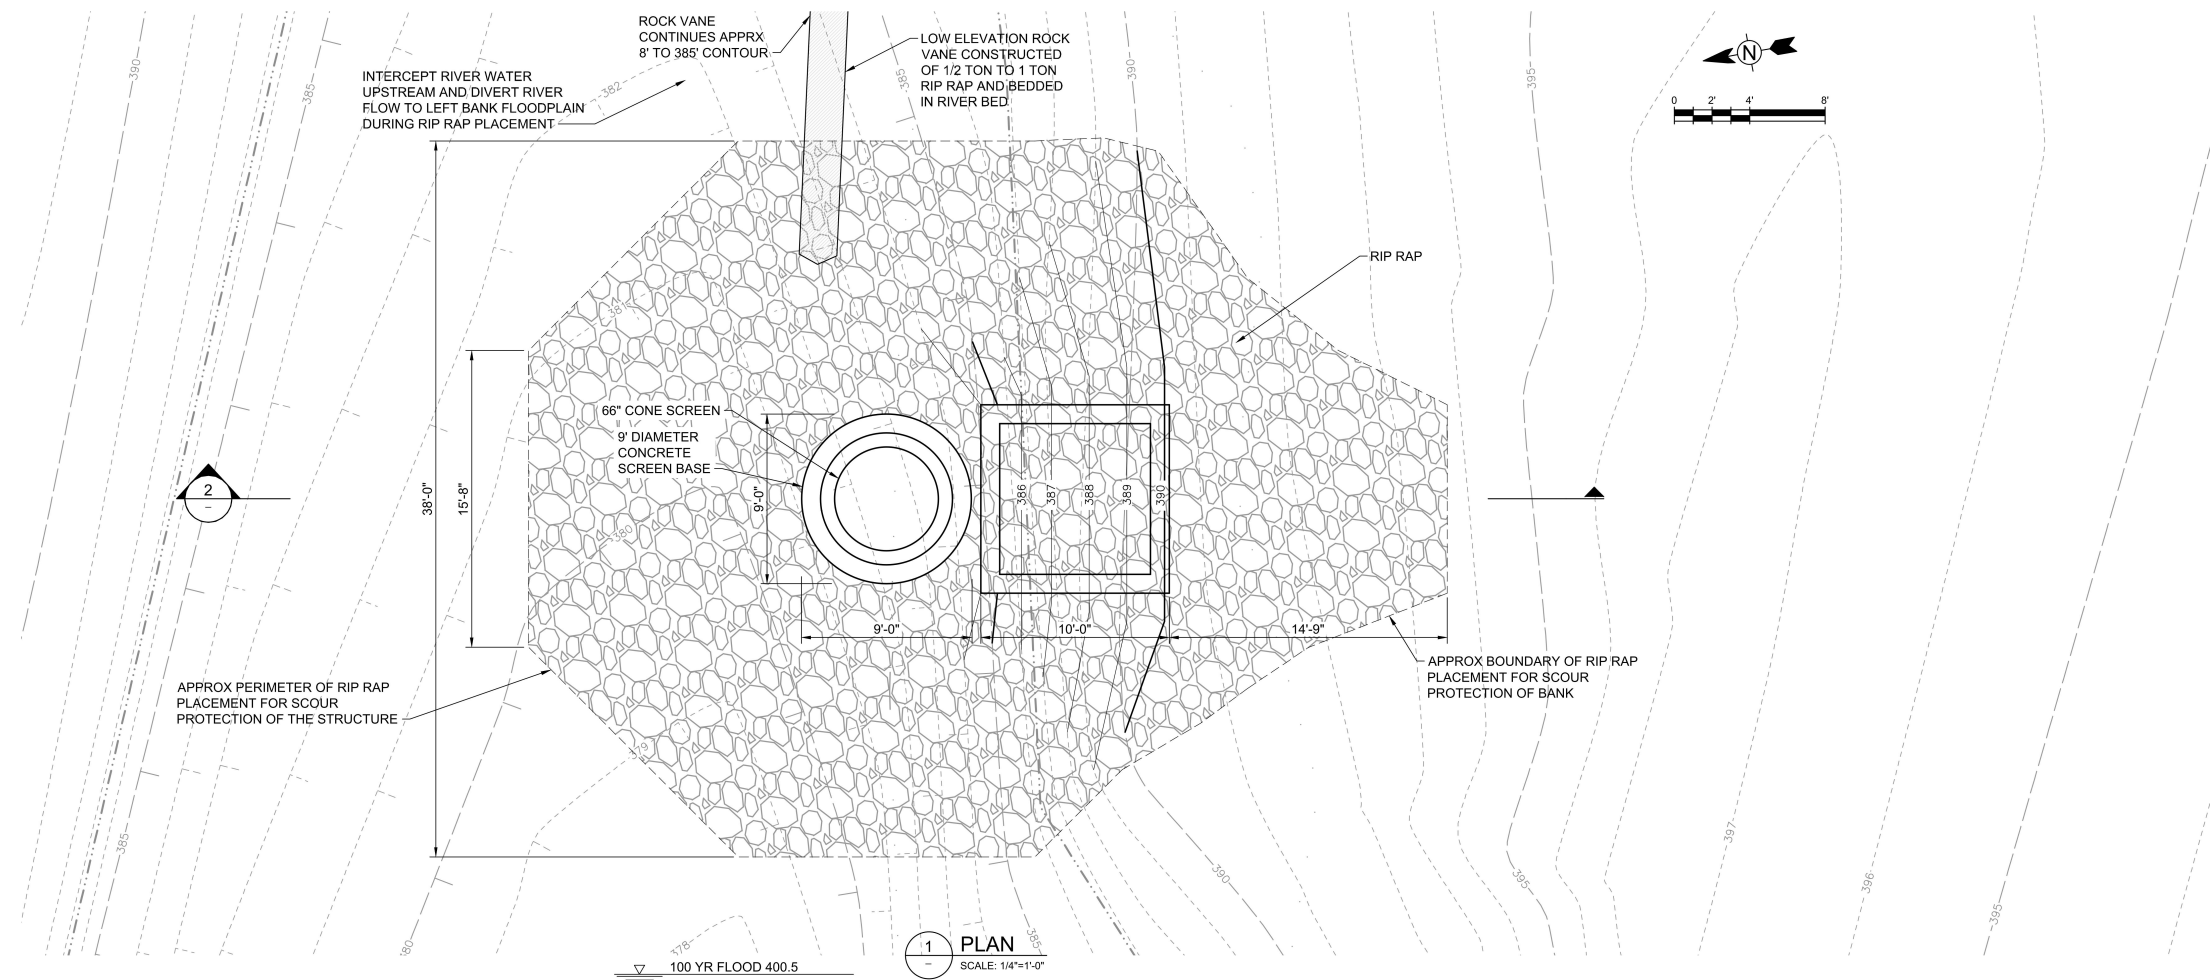 ROCK VANE
CONTINUES APPRX
8' TO 385' CONTOUR
LOW ELEVATION ROCK
VANE CONSTRUCTED
OF 1/2 TON TO 1 TON
RIP RAP AND BEDDED
IN RIVER BED
INTERCEPT RIVER WATER
UPSTREAM AND DIVERT RIVER
FLOW TO LEFT BANK FLOODPLAIN
DURING RIP RAP PLACEMENT
N
0 2' 4' 8'
390
385
382
385
390
395
RIP RAP
381
66" CONE SCREEN
9' DIAMETER
CONCRETE
SCREEN BASE
38'-0"
15'-8"
9'-0"
2
–
380
386
387
388
389
390
9'-0"
10'-0"
14'-9"
APPROX PERIMETER OF RIP RAP
PLACEMENT FOR SCOUR
PROTECTION OF THE STRUCTURE
APPROX BOUNDARY OF RIP RAP
PLACEMENT FOR SCOUR
PROTECTION OF BANK
379
385
390
395
397
396
395
380
378
385
1
–
PLAN
SCALE: 1/4"=1'-0"
100 YR FLOOD 400.5